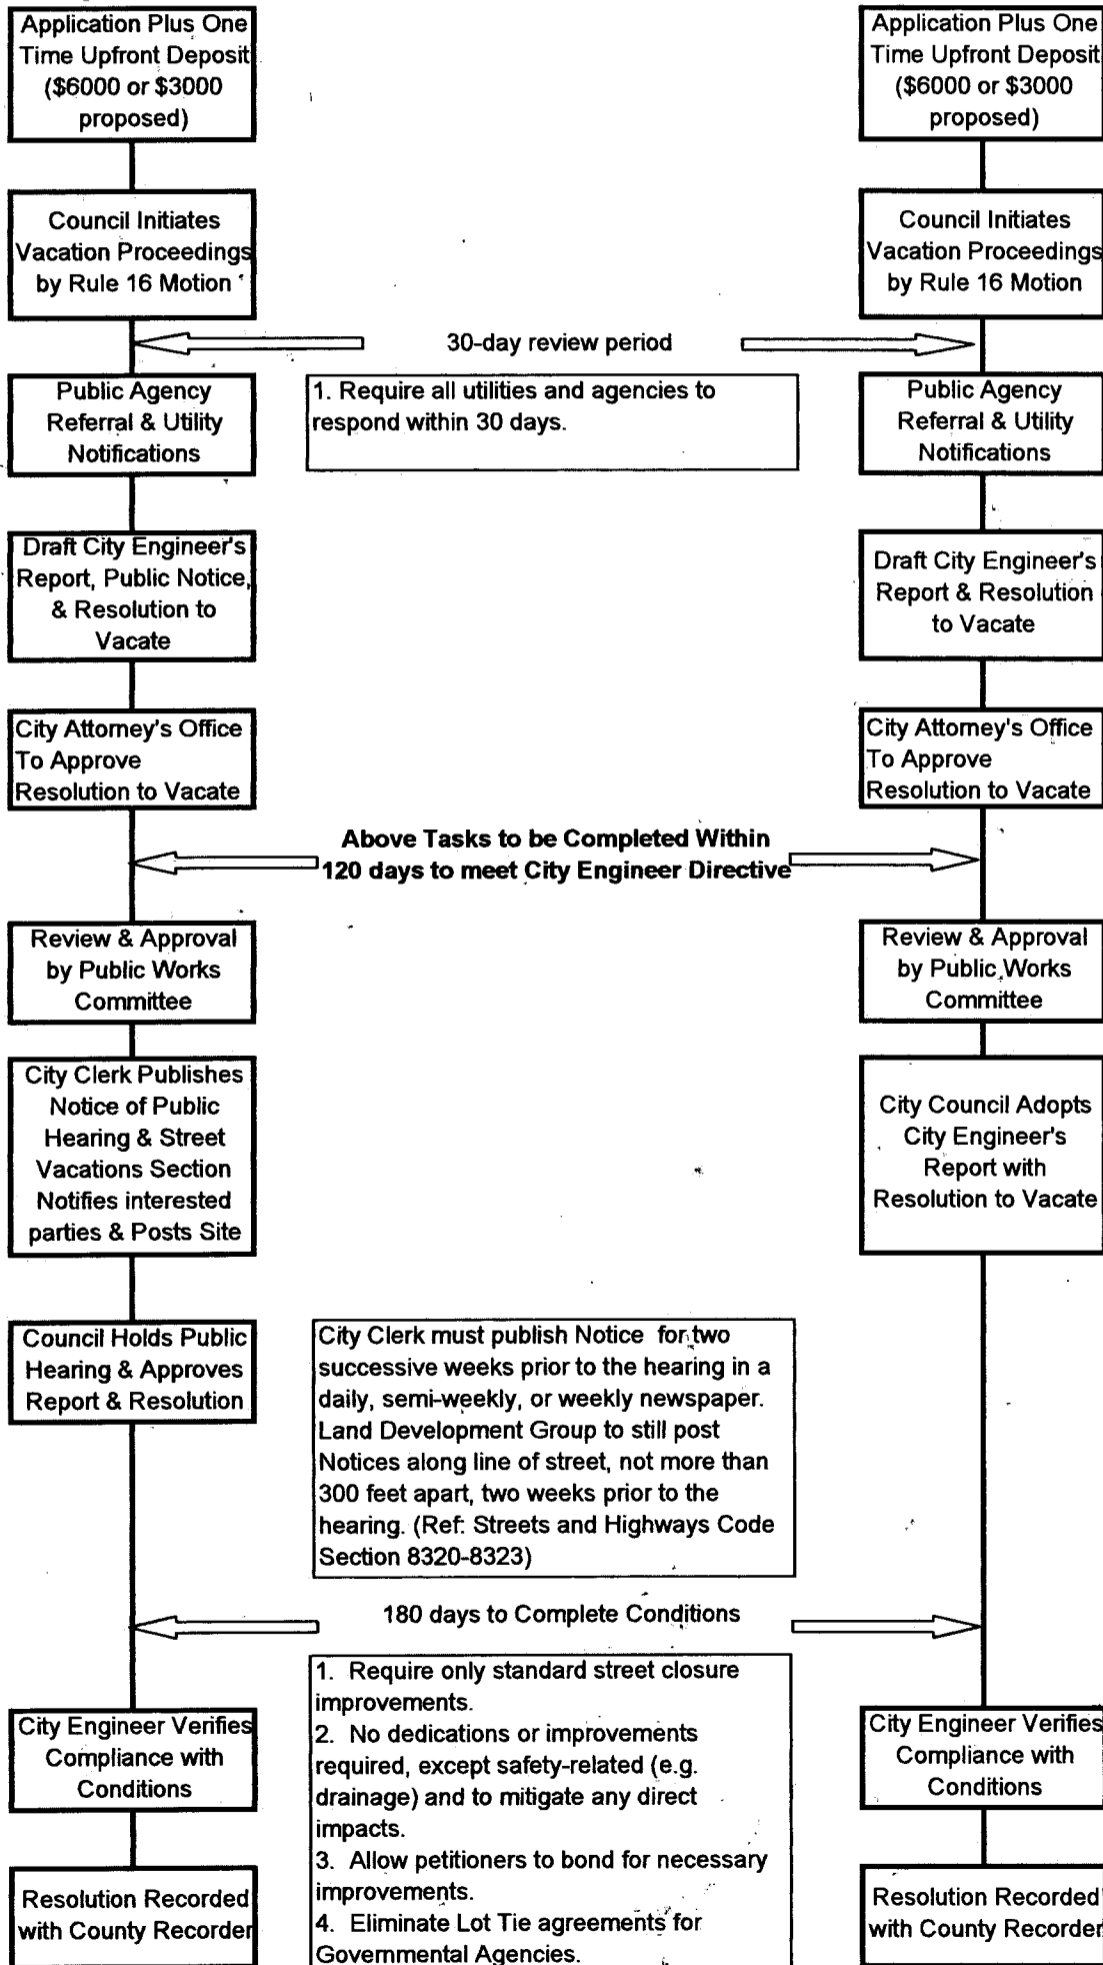 Application Plus One
Time Upfront Deposit
($6000 or $3000
proposed)
Application Plus One
Time Upfront Deposit
($6000 or $3000
proposed)
Council Initiates
Vacation Proceedings
by Rule 16 Motion
Council Initiates
Vacation Proceedings
by Rule 16 Motion
30-day review period
Public Agency
Referral & Utility
Notifications
1. Require all utilities and agencies to
respond within 30 days.
Public Agency
Referral & Utility
Notifications
Draft City Engineer's
Report, Public Notice,
& Resolution to
Vacate
Draft City Engineer's
Report & Resolution
to Vacate
City Attorney's Office
To Approve
Resolution to Vacate
City Attorney's Office
To Approve
Resolution to Vacate
Above Tasks to be Completed Within
120 days to meet City Engineer Directive
Review & Approval
by Public Works
Committee
Review & Approval
by Public Works
Committee
City Clerk Publishes
Notice of Public
Hearing & Street
Vacations Section
Notifies interested
parties & Posts Site
City Council Adopts
City Engineer's
Report with
Resolution to Vacate
Council Holds Public
Hearing & Approves
Report & Resolution
City Clerk must publish Notice for two
successive weeks prior to the hearing in a
daily, semi-weekly, or weekly newspaper.
Land Development Group to still post
Notices along line of street, not more than
300 feet apart, two weeks prior to the
hearing. (Ref: Streets and Highways Code
Section 8320-8323)
180 days to Complete Conditions
City Engineer Verifies
Compliance with
Conditions
1. Require only standard street closure
improvements.
2. No dedications or improvements
required, except safety-related (e.g.
drainage) and to mitigate any direct
impacts.
3. Allow petitioners to bond for necessary
improvements.
4. Eliminate Lot Tie agreements for
Governmental Agencies.
City Engineer Verifies
Compliance with
Conditions
Resolution Recorded
with County Recorder
Resolution Recorded
with County Recorder